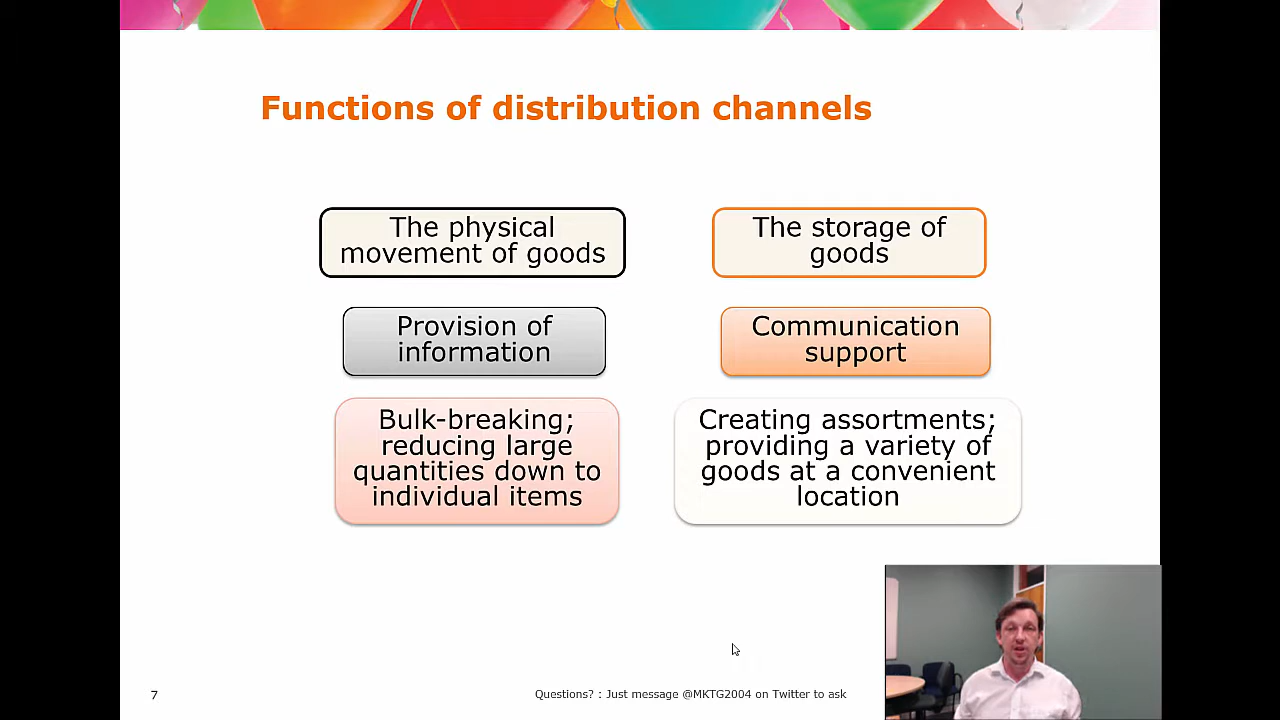 Functions of distribution channels
The physical
movement of goods
The storage of
goods
Provision of
information
Communication
support
Bulk-breaking;
reducing large
quantities down to
individual items
Creating assortments;
providing a variety of
goods at a convenient
location
7
Questions? : Just message @MKTG2004 on Twitter to ask